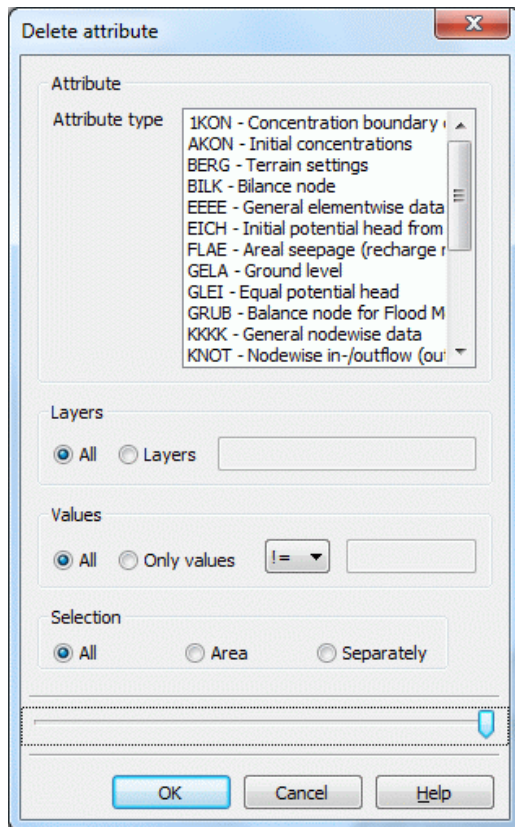 Delete attribute
Attribute
Attribute type
1KON - Concentration boundary
AKON - Initial concentrations
BERG - Terrain settings
BILK - Bilance node
EEEE - General elementwise data
EICH - Initial potential head from
FLAE - Areal seepage (recharge r
GELA - Ground level
GLEI - Equal potential head
GRUB - Balance node for Flood M
KKKK - General nodewise data
KNOT - Nodewise in-/outflow (ou
Layers
All Layers
Values
All Only values !=
Selection
All Area Separately
OK Cancel Help